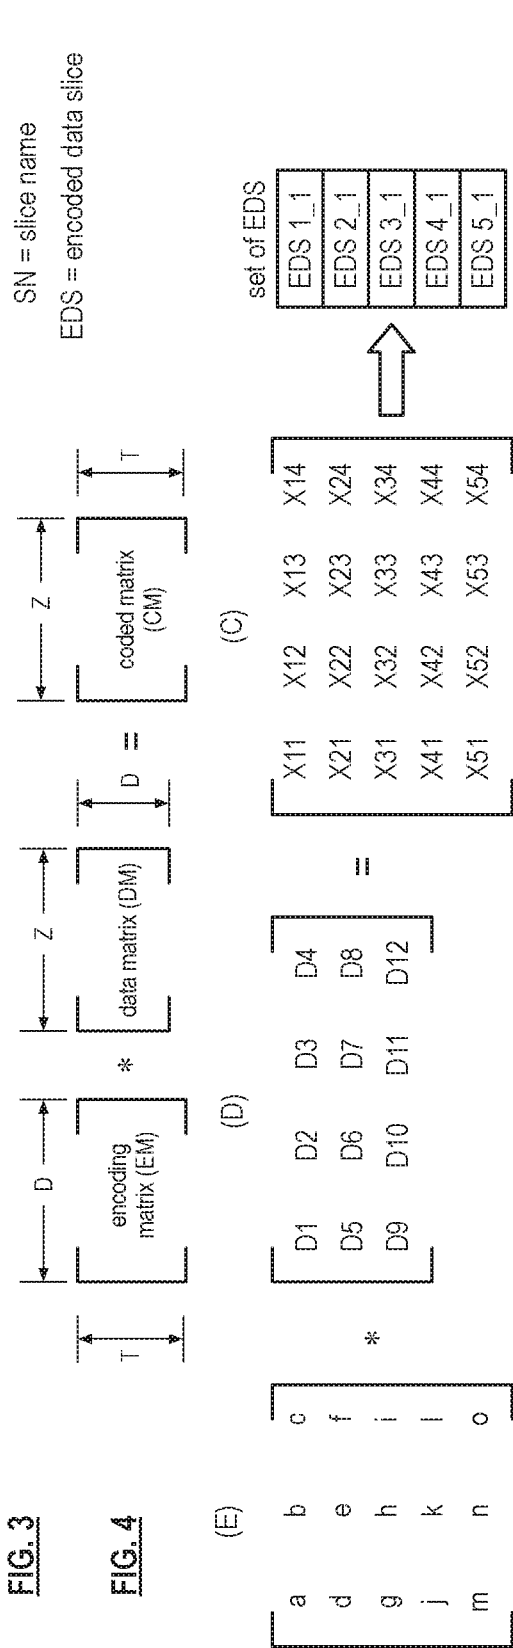 FIG. 3
D
Z
Z
SN = slice name
EDS = encoded data slice
FIG. 4
T
encoding
matrix (EM)
*
data matrix (DM)
D
=
coded matrix
(CM)
T
(E)
(D)
(C)
set of EDS
a b c
d e f
g h i
j k l
m n o
*
D1 D2 D3 D4
D5 D6 D7 D8
D9 D10 D11 D12
=
X11 X12 X13 X14
X21 X22 X23 X24
X31 X32 X33 X34
X41 X42 X43 X44
X51 X52 X53 X54
EDS 1_1
EDS 2_1
EDS 3_1
EDS 4_1
EDS 5_1